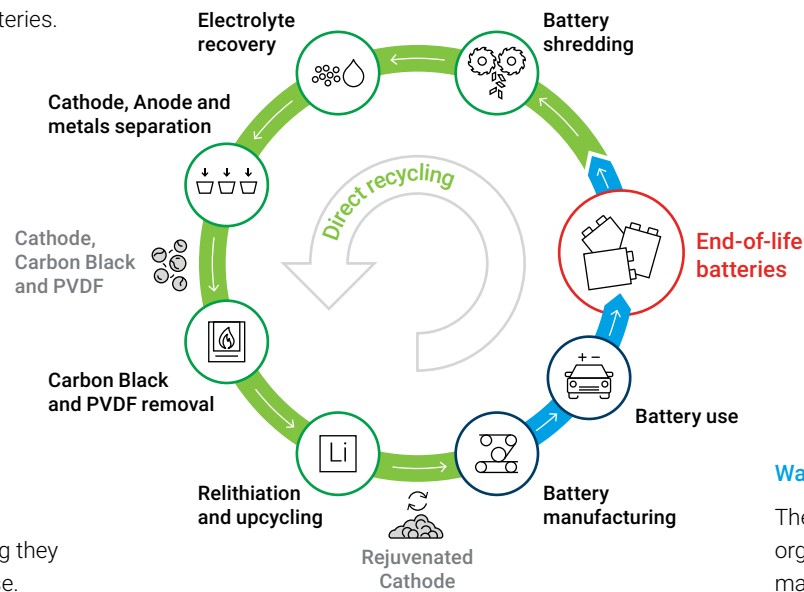 teries.
Electrolyte
recovery
Battery
shredding
Cathode, Anode and
metals separation
Direct recycling
Cathode,
Carbon Black
and PVDF
End-of-life
batteries
Carbon Black
and PVDF removal
+ −
Battery use
Li
Relithiation
and upcycling
Battery
manufacturing
Rejuvenated
Cathode
g they
se.
Wa
The
org
ma